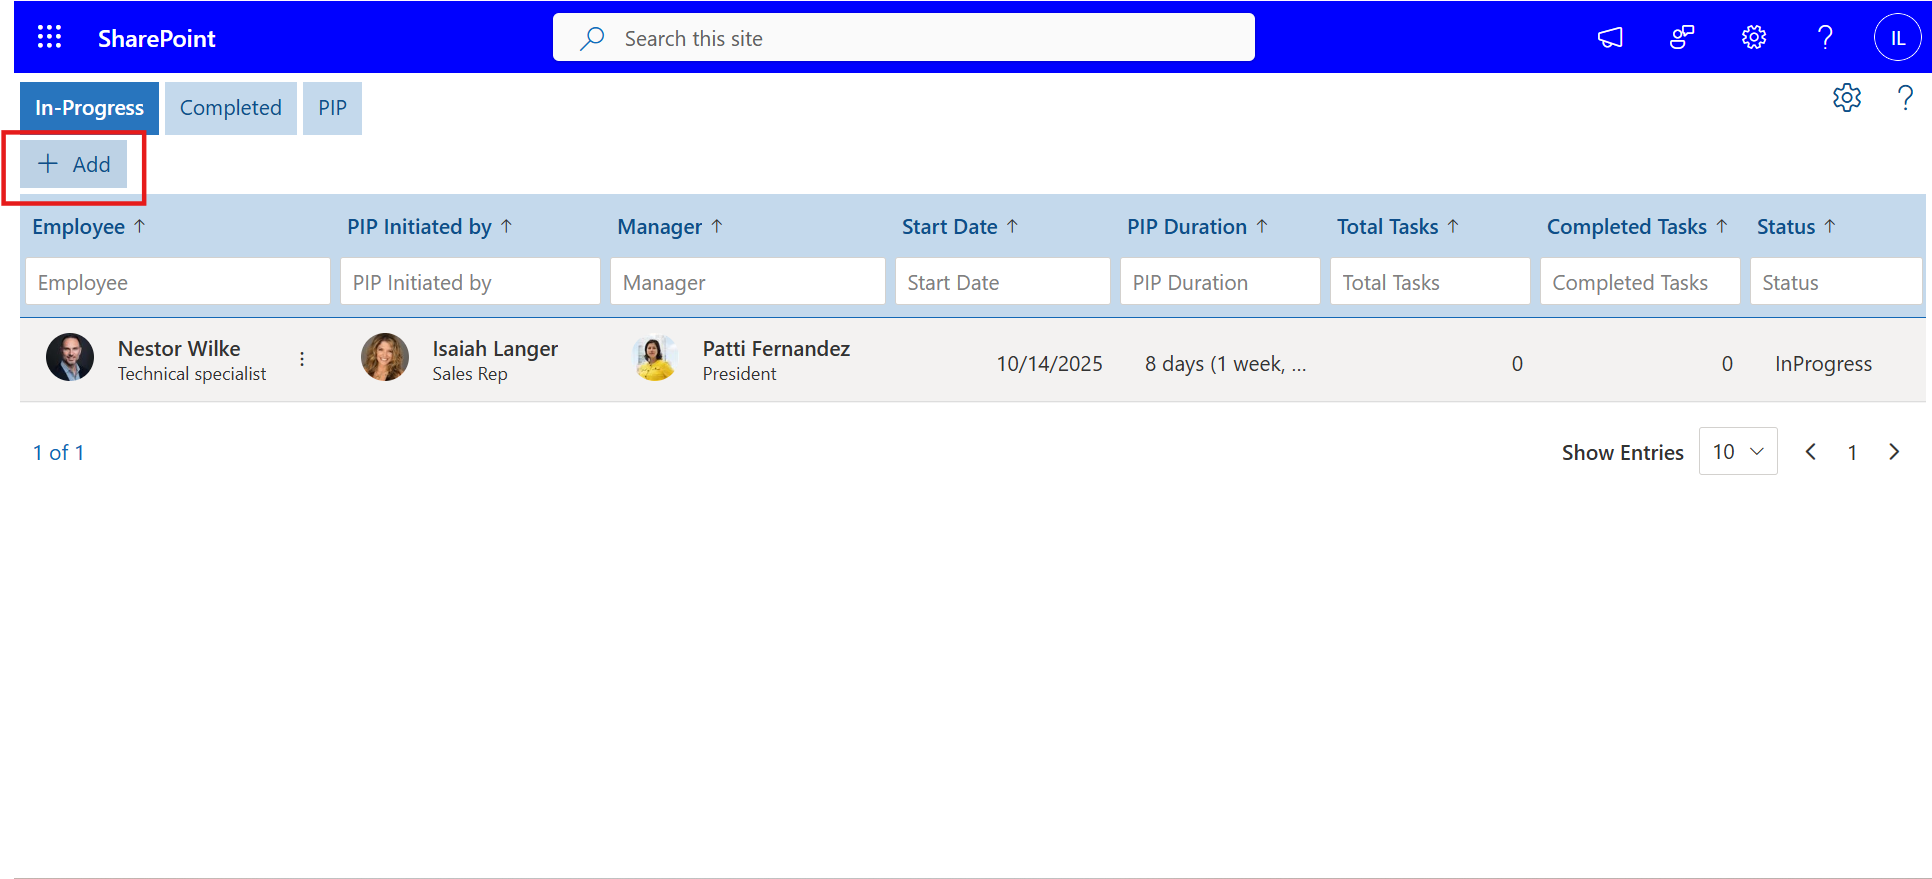 SharePoint
Search this site
IL
In-Progress
Completed
PIP
Add
Employee
PIP Initiated by
Manager
Start Date
PIP Duration
Total Tasks
Completed Tasks
Status
Employee
PIP Initiated by
Manager
Start Date
PIP Duration
Total Tasks
Completed Tasks
Status
Nestor Wilke
Technical specialist
Isaiah Langer
Sales Rep
Patti Fernandez
President
10/14/2025
8 days (1 week, ...
0
0
InProgress
1 of 1
Show Entries
10
1